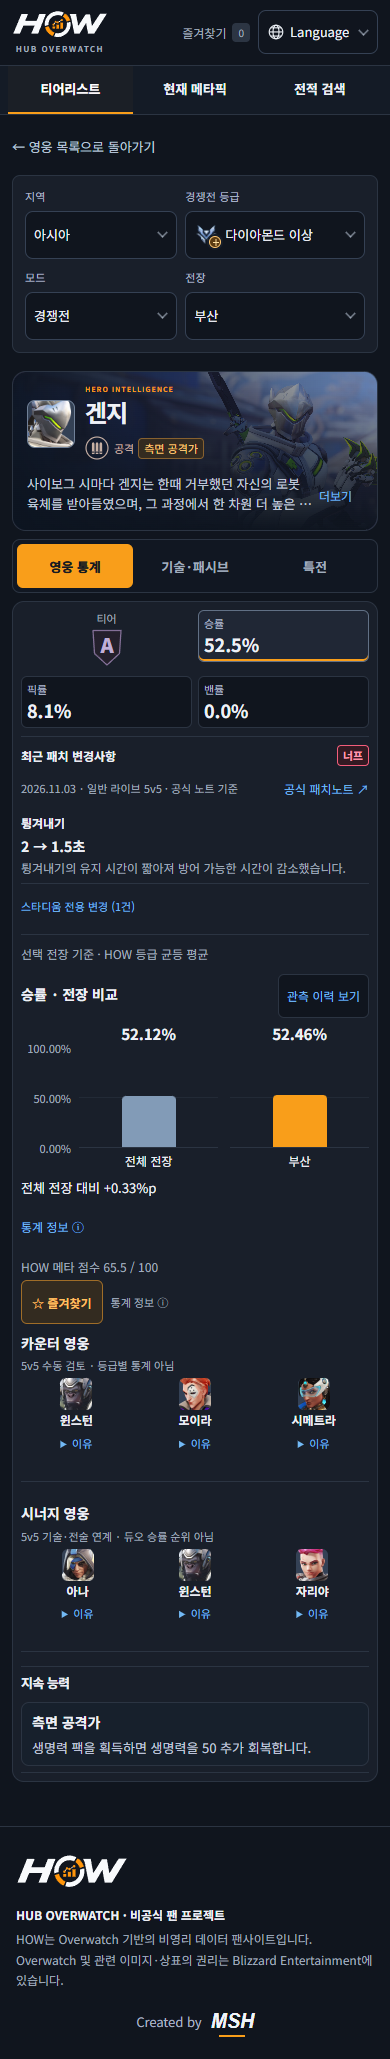 HOW
HUB OVERWATCH
즐겨찾기 0
Language
티어리스트 현재 메타픽 전적 검색
← 영웅 목록으로 돌아가기
지역 경쟁전 등급
아시아 다이아몬드 이상
모드 전장
경쟁전 부산
HERO INTELLIGENCE
겐지
공격 측면 공격가
사이보그 시마다 겐지는 한때 거부했던 자신의 로봇
육체를 받아들였으며, 그 과정에서 한 차원 더 높은 … 더보기
영웅 통계 기술·패시브 특전
티어
A
승률
52.5%
픽률
8.1%
밴률
0.0%
최근 패치 변경사항 너프
2026.11.03 · 일반 라이브 5v5 · 공식 노트 기준 공식 패치노트 ↗
튕겨내기
2 → 1.5초
튕겨내기의 유지 시간이 짧아져 방어 가능한 시간이 감소했습니다.
스타디움 전용 변경 (1건)
선택 전장 기준 · HOW 등급 균등 평균
승률 · 전장 비교 관측 이력 보기
52.12% 52.46%
100.00%
50.00%
0.00%
전체 전장 부산
전체 전장 대비 +0.33%p
통계 정보 ⓘ
HOW 메타 점수 65.5 / 100
☆ 즐겨찾기 통계 정보 ⓘ
카운터 영웅
5v5 수동 검토 · 등급별 통계 아님
윈스턴 모이라 시메트라
▶ 이유 ▶ 이유 ▶ 이유
시너지 영웅
5v5 기술·전술 연계 · 듀오 승률 순위 아님
아나 윈스턴 자리야
▶ 이유 ▶ 이유 ▶ 이유
지속 능력
측면 공격가
생명력 팩을 획득하면 생명력을 50 추가 회복합니다.
HOW
HUB OVERWATCH · 비공식 팬 프로젝트
HOW는 Overwatch 기반의 비영리 데이터 팬사이트입니다.
Overwatch 및 관련 이미지·상표의 권리는 Blizzard Entertainment에
있습니다.
Created by MSH